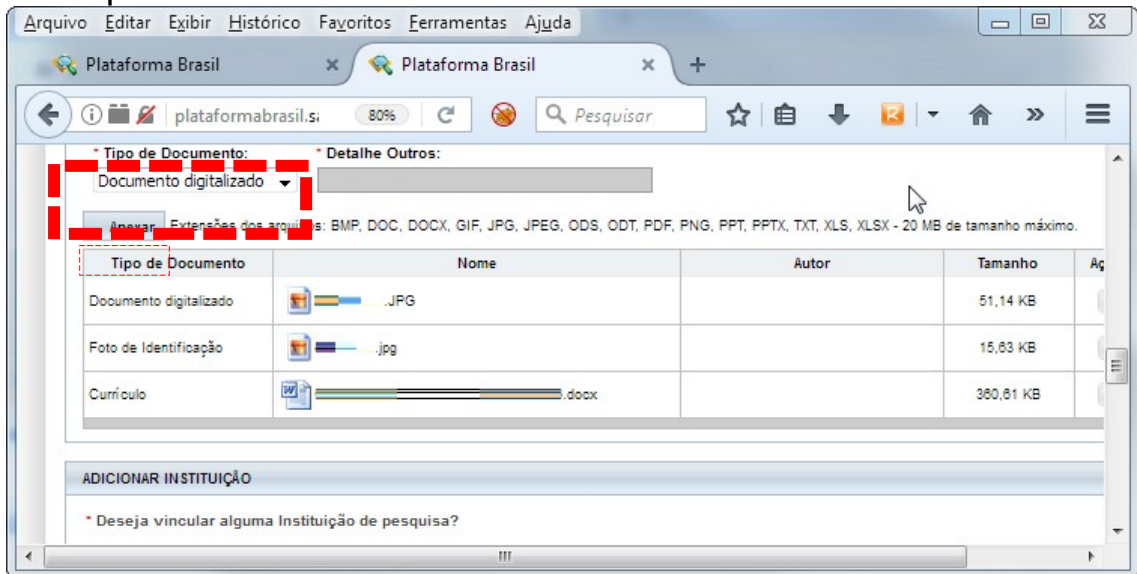 Arquivo Editar Exibir Histórico Favoritos Ferramentas Ajuda
Plataforma Brasil × Plataforma Brasil × +
plataformabrasil.sa 80% Pesquisar
* Tipo de Documento: * Detalhe Outros:
Documento digitalizado
Anexar Extensões dos arquivos: BMP, DOC, DOCX, GIF, JPG, JPEG, ODS, ODT, PDF, PNG, PPT, PPTX, TXT, XLS, XLSX - 20 MB de tamanho máximo.
Tipo de Documento Nome Autor Tamanho Aç
Documento digitalizado .JPG 51,14 KB
Foto de Identificação .jpg 15,63 KB
Currículo .docx 360,61 KB
ADICIONAR INSTITUIÇÃO
* Deseja vincular alguma Instituição de pesquisa?